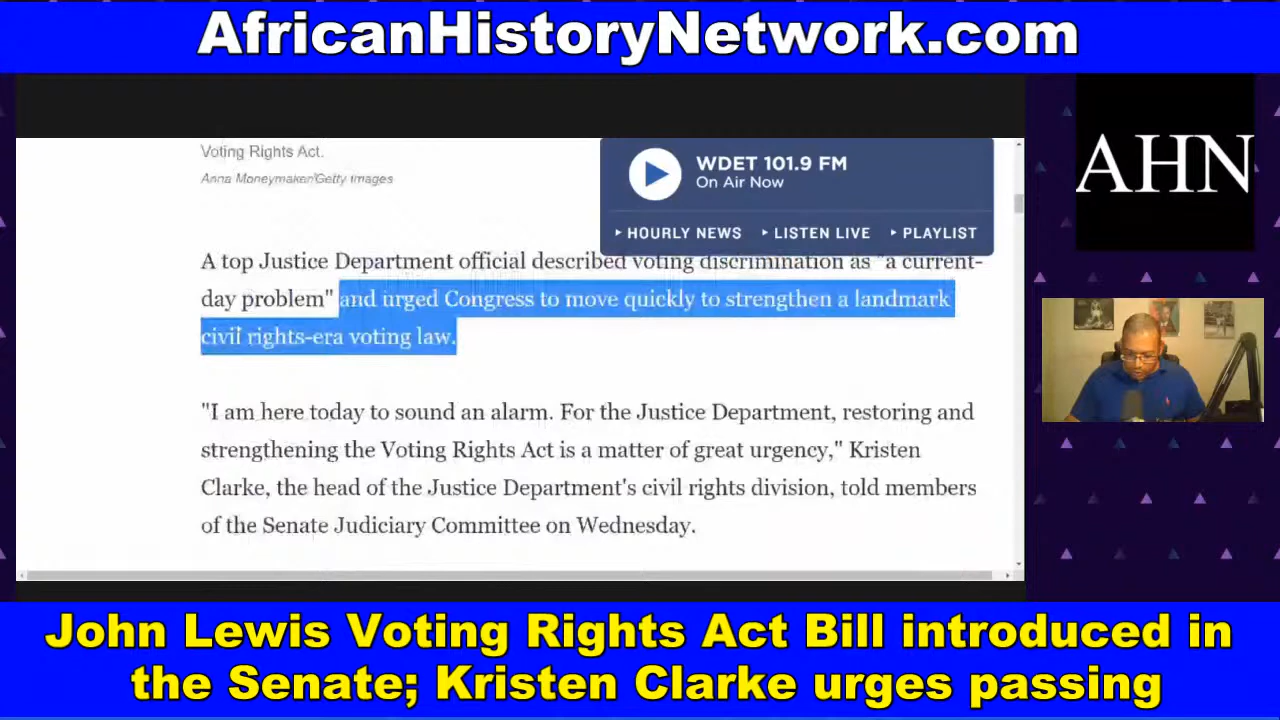 AfricanHistoryNetwork.com
Voting Rights Act.
Anna Moneymaker/Getty Images
WDET 101.9 FM
On Air Now
HOURLY NEWS
LISTEN LIVE
PLAYLIST
AHN
A top Justice Department official described voting discrimination as "a current-
day problem" and urged Congress to move quickly to strengthen a landmark
civil rights-era voting law.
"I am here today to sound an alarm. For the Justice Department, restoring and
strengthening the Voting Rights Act is a matter of great urgency," Kristen
Clarke, the head of the Justice Department's civil rights division, told members
of the Senate Judiciary Committee on Wednesday.
John Lewis Voting Rights Act Bill introduced in
the Senate; Kristen Clarke urges passing